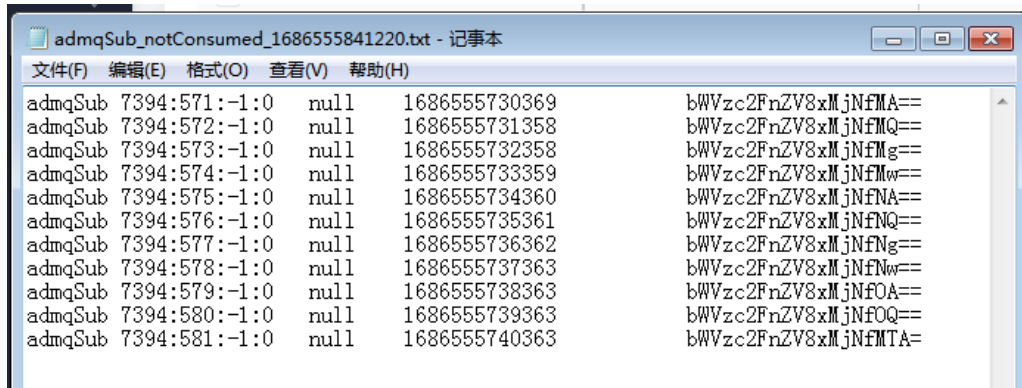 admqSub_notConsumed_1686555841220.txt - 记事本
文件(F) 编辑(E) 格式(O) 查看(V) 帮助(H)
admqSub 7394:571:-1:0 null 1686555730369 bWVzc2FnZV8xMjNfMA==
admqSub 7394:572:-1:0 null 1686555731358 bWVzc2FnZV8xMjNfMQ==
admqSub 7394:573:-1:0 null 1686555732358 bWVzc2FnZV8xMjNfMg==
admqSub 7394:574:-1:0 null 1686555733359 bWVzc2FnZV8xMjNfMw==
admqSub 7394:575:-1:0 null 1686555734360 bWVzc2FnZV8xMjNfNA==
admqSub 7394:576:-1:0 null 1686555735361 bWVzc2FnZV8xMjNfNQ==
admqSub 7394:577:-1:0 null 1686555736362 bWVzc2FnZV8xMjNfNg==
admqSub 7394:578:-1:0 null 1686555737363 bWVzc2FnZV8xMjNfNw==
admqSub 7394:579:-1:0 null 1686555738363 bWVzc2FnZV8xMjNfOA==
admqSub 7394:580:-1:0 null 1686555739363 bWVzc2FnZV8xMjNfOQ==
admqSub 7394:581:-1:0 null 1686555740363 bWVzc2FnZV8xMjNfMTA=